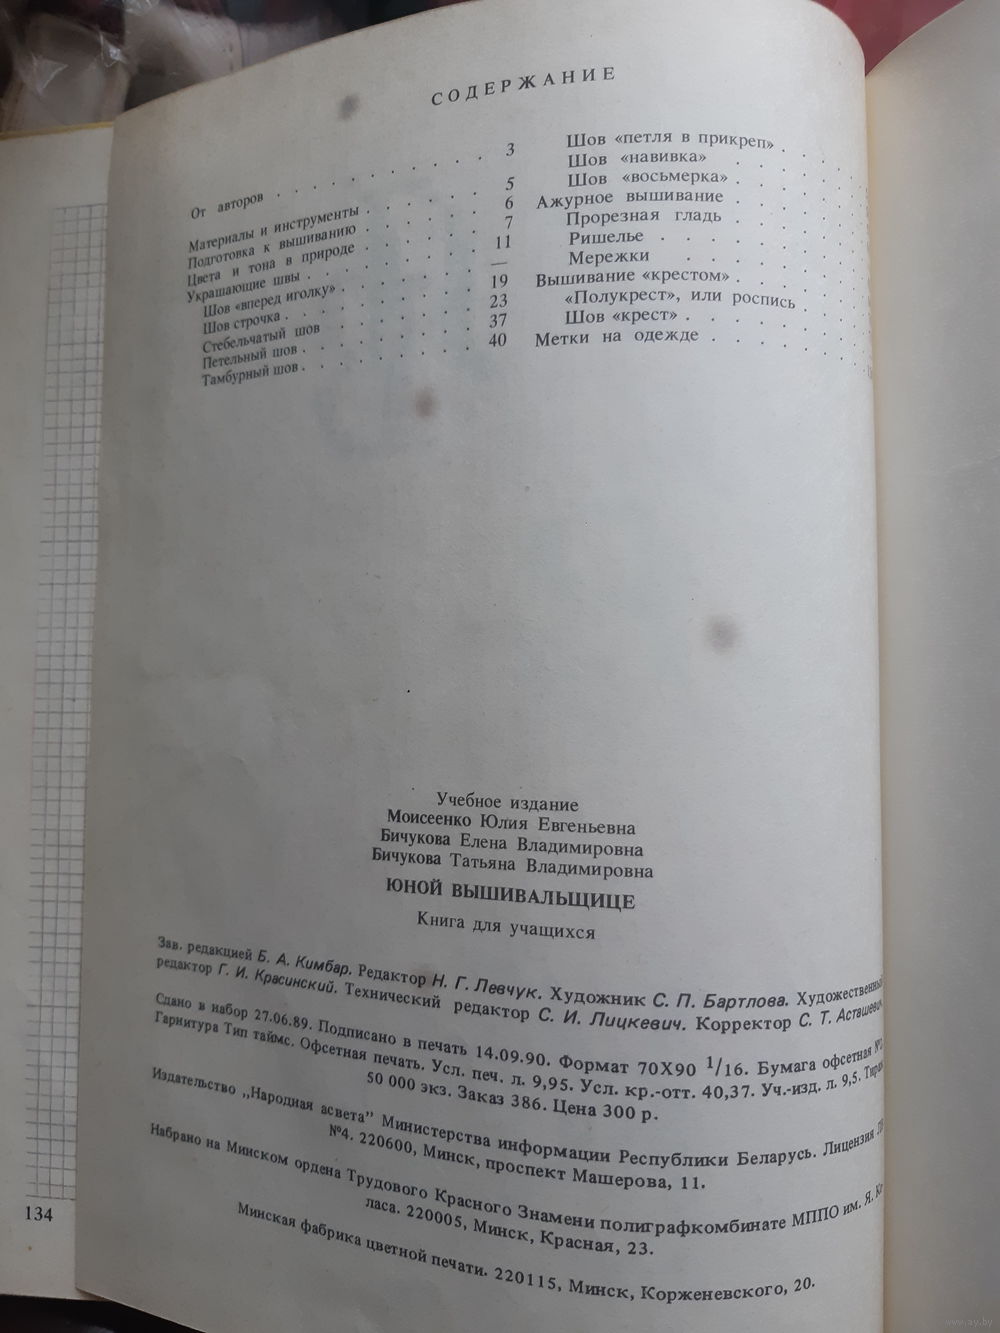 СОДЕРЖАНИЕ
От авторов . . . . . . . . . . . 3
Материалы и инструменты . . . . . . 5
Подготовка к вышиванию . . . . . . 6
Цвета и тона в природе . . . . . . 7
Украшающие швы . . . . . . . . 11
Шов «вперед иголку» . . . . . . —
Шов строчка . . . . . . . . . 19
Стебельчатый шов . . . . . . . 23
Петельный шов . . . . . . . . 37
Тамбурный шов . . . . . . . . 40
Шов «петля в прикреп» . . .
Шов «навивка» . . . .
Шов «восьмерка» . . . .
Ажурное вышивание . . . .
Прорезная гладь . . . .
Ришелье . . . . . .
Мережки . . . . .
Вышивание «крестом» . . . .
«Полукрест», или роспись . .
Шов «крест» . . . . . .
Метки на одежде . . . . .
Учебное издание
Моисеенко Юлия Евгеньевна
Бичукова Елена Владимировна
Бичукова Татьяна Владимировна
ЮНОЙ ВЫШИВАЛЬЩИЦЕ
Книга для учащихся
Зав. редакцией Б. А. Кимбар. Редактор Н. Г. Левчук. Художник С. П. Бартлова. Художественный
редактор Г. И. Красинский. Технический редактор С. И. Лицкевич. Корректор С. Т. Асташевич
Сдано в набор 27.06.89. Подписано в печать 14.09.90. Формат 70X90 1/16. Бумага офсетная
Гарнитура Тип таймс. Офсетная печать. Усл. печ. л. 9,95. Усл. кр.-отт. 40,37. Уч.-изд. л. 9,5. Тираж
50 000 экз. Заказ 386. Цена 300 р.
Издательство „Народная асвета” Министерства информации Республики Беларусь. Лицензия
№4. 220600, Минск, проспект Машерова, 11.
Набрано на Минском ордена Трудового Красного Знамени полиграфкомбинате МППО им. Я. Ко
ласа. 220005, Минск, Красная, 23.
Минская фабрика цветной печати. 220115, Минск, Корженевского, 20.
134
www.ay.by